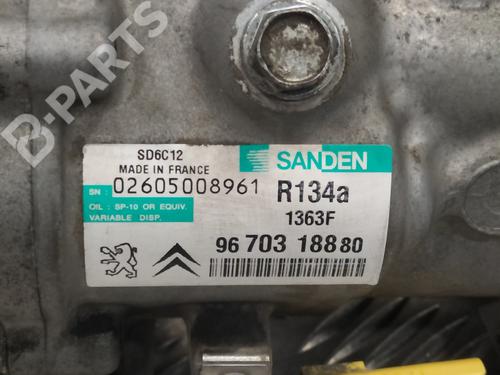 B-PARTS
SD6C12
MADE IN FRANCE
SANDEN
SN : 02605008961
R134a
OIL : SP-10 OR EQUIV.
VARIABLE DISP.
1363F
96 703 188 80